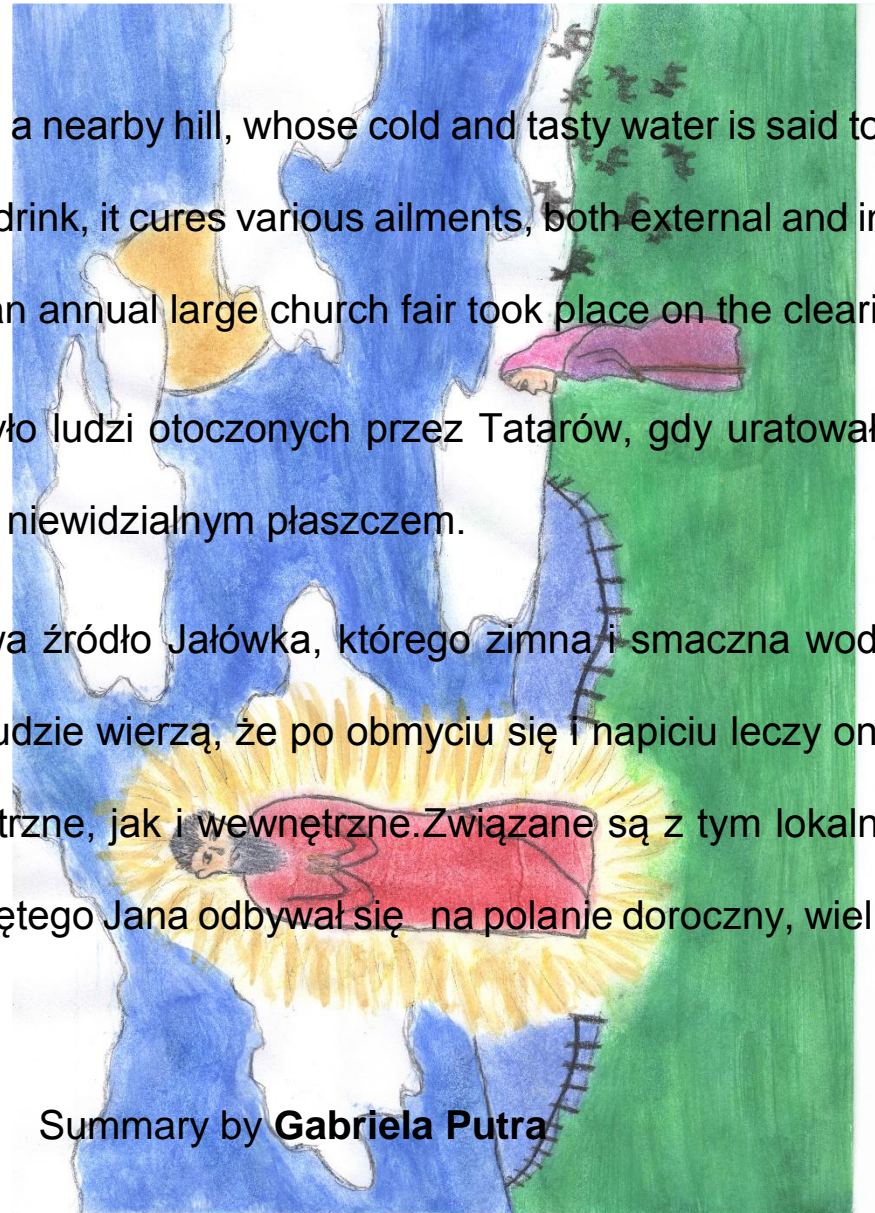 a nearby hill, whose cold and tasty water is said to
drink, it cures various ailments, both external and in
an annual large church fair took place on the cleari
yło ludzi otoczonych przez Tatarów, gdy uratował
niewidzialnym płaszczem.
wa źródło Jałówka, którego zimna i smaczna wod
udzie wierzą, że po obmyciu się i napiciu leczy on
trzne, jak i wewnętrzne.Związane są z tym lokaln
ętego Jana odbywał się na polanie doroczny, wiel
Summary by Gabriela Putra